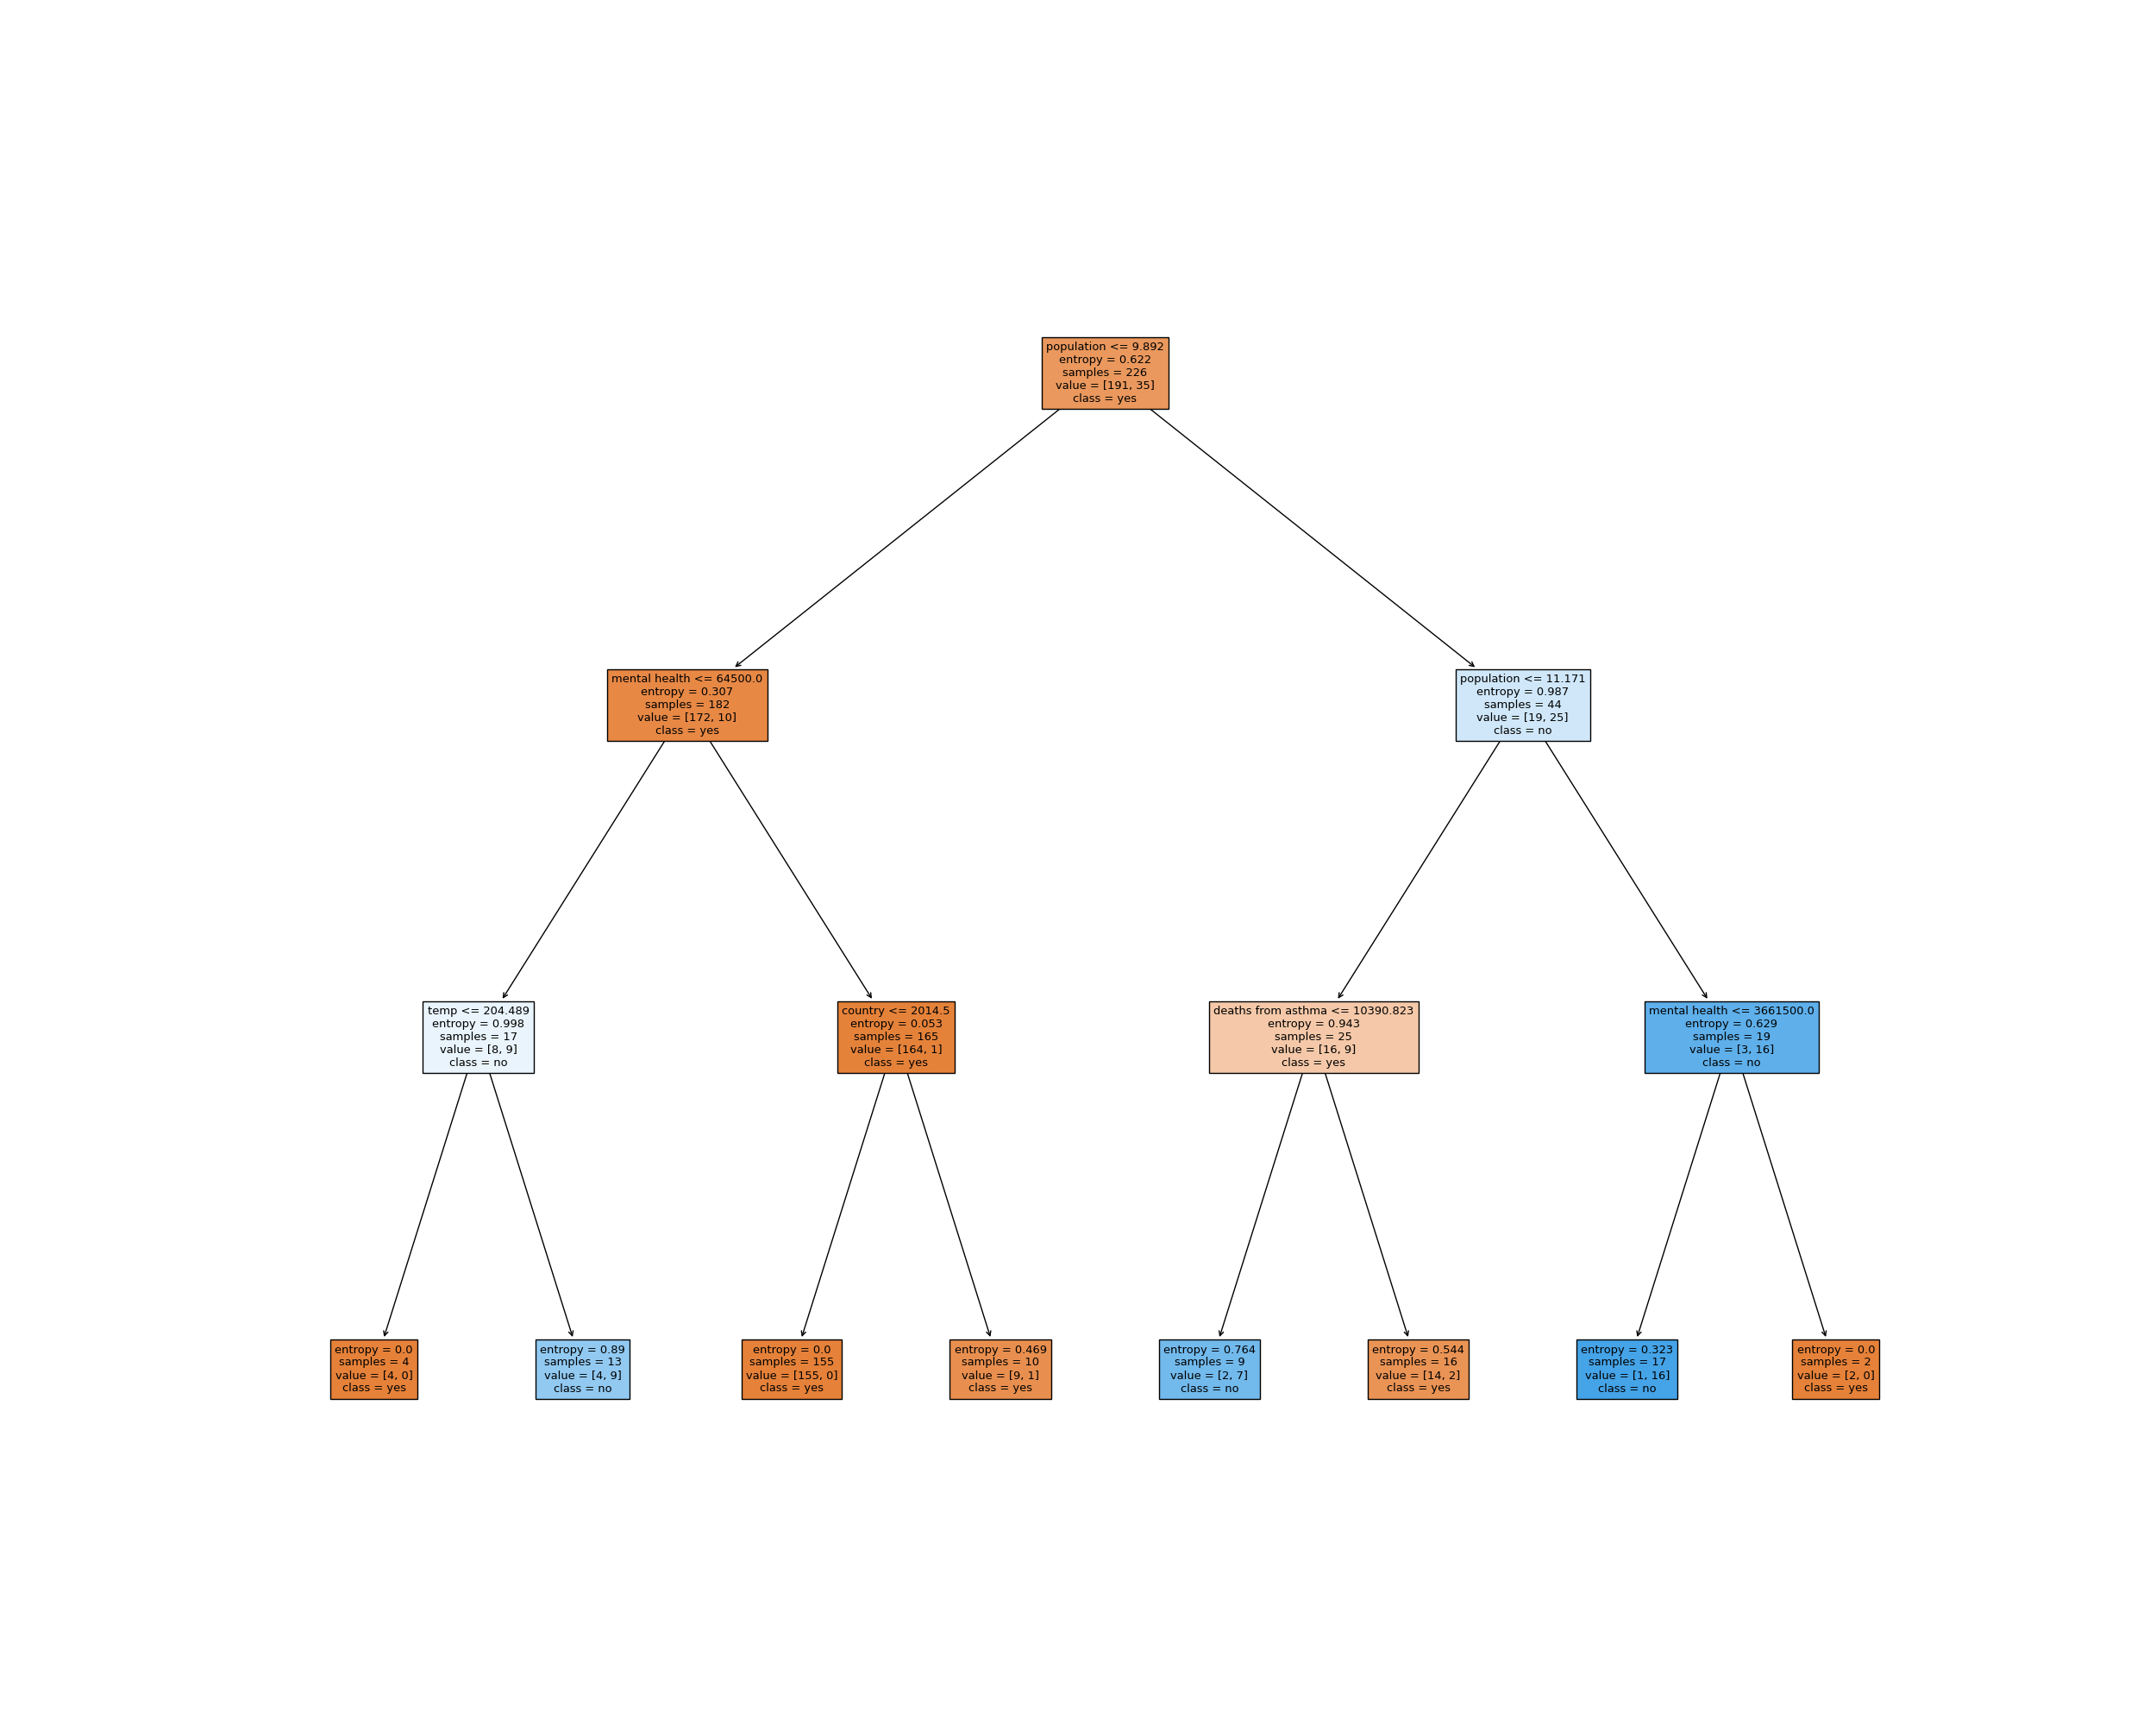 population <= 9.892
entropy = 0.622
samples = 226
value = [191, 35]
class = yes
mental health <= 64500.0
entropy = 0.307
samples = 182
value = [172, 10]
class = yes
population <= 11.171
entropy = 0.987
samples = 44
value = [19, 25]
class = no
temp <= 204.489
entropy = 0.998
samples = 17
value = [8, 9]
class = no
country <= 2014.5
entropy = 0.053
samples = 165
value = [164, 1]
class = yes
deaths from asthma <= 10390.823
entropy = 0.943
samples = 25
value = [16, 9]
class = yes
mental health <= 3661500.0
entropy = 0.629
samples = 19
value = [3, 16]
class = no
entropy = 0.0
samples = 4
value = [4, 0]
class = yes
entropy = 0.89
samples = 13
value = [4, 9]
class = no
entropy = 0.0
samples = 155
value = [155, 0]
class = yes
entropy = 0.469
samples = 10
value = [9, 1]
class = yes
entropy = 0.764
samples = 9
value = [2, 7]
class = no
entropy = 0.544
samples = 16
value = [14, 2]
class = yes
entropy = 0.323
samples = 17
value = [1, 16]
class = no
entropy = 0.0
samples = 2
value = [2, 0]
class = yes